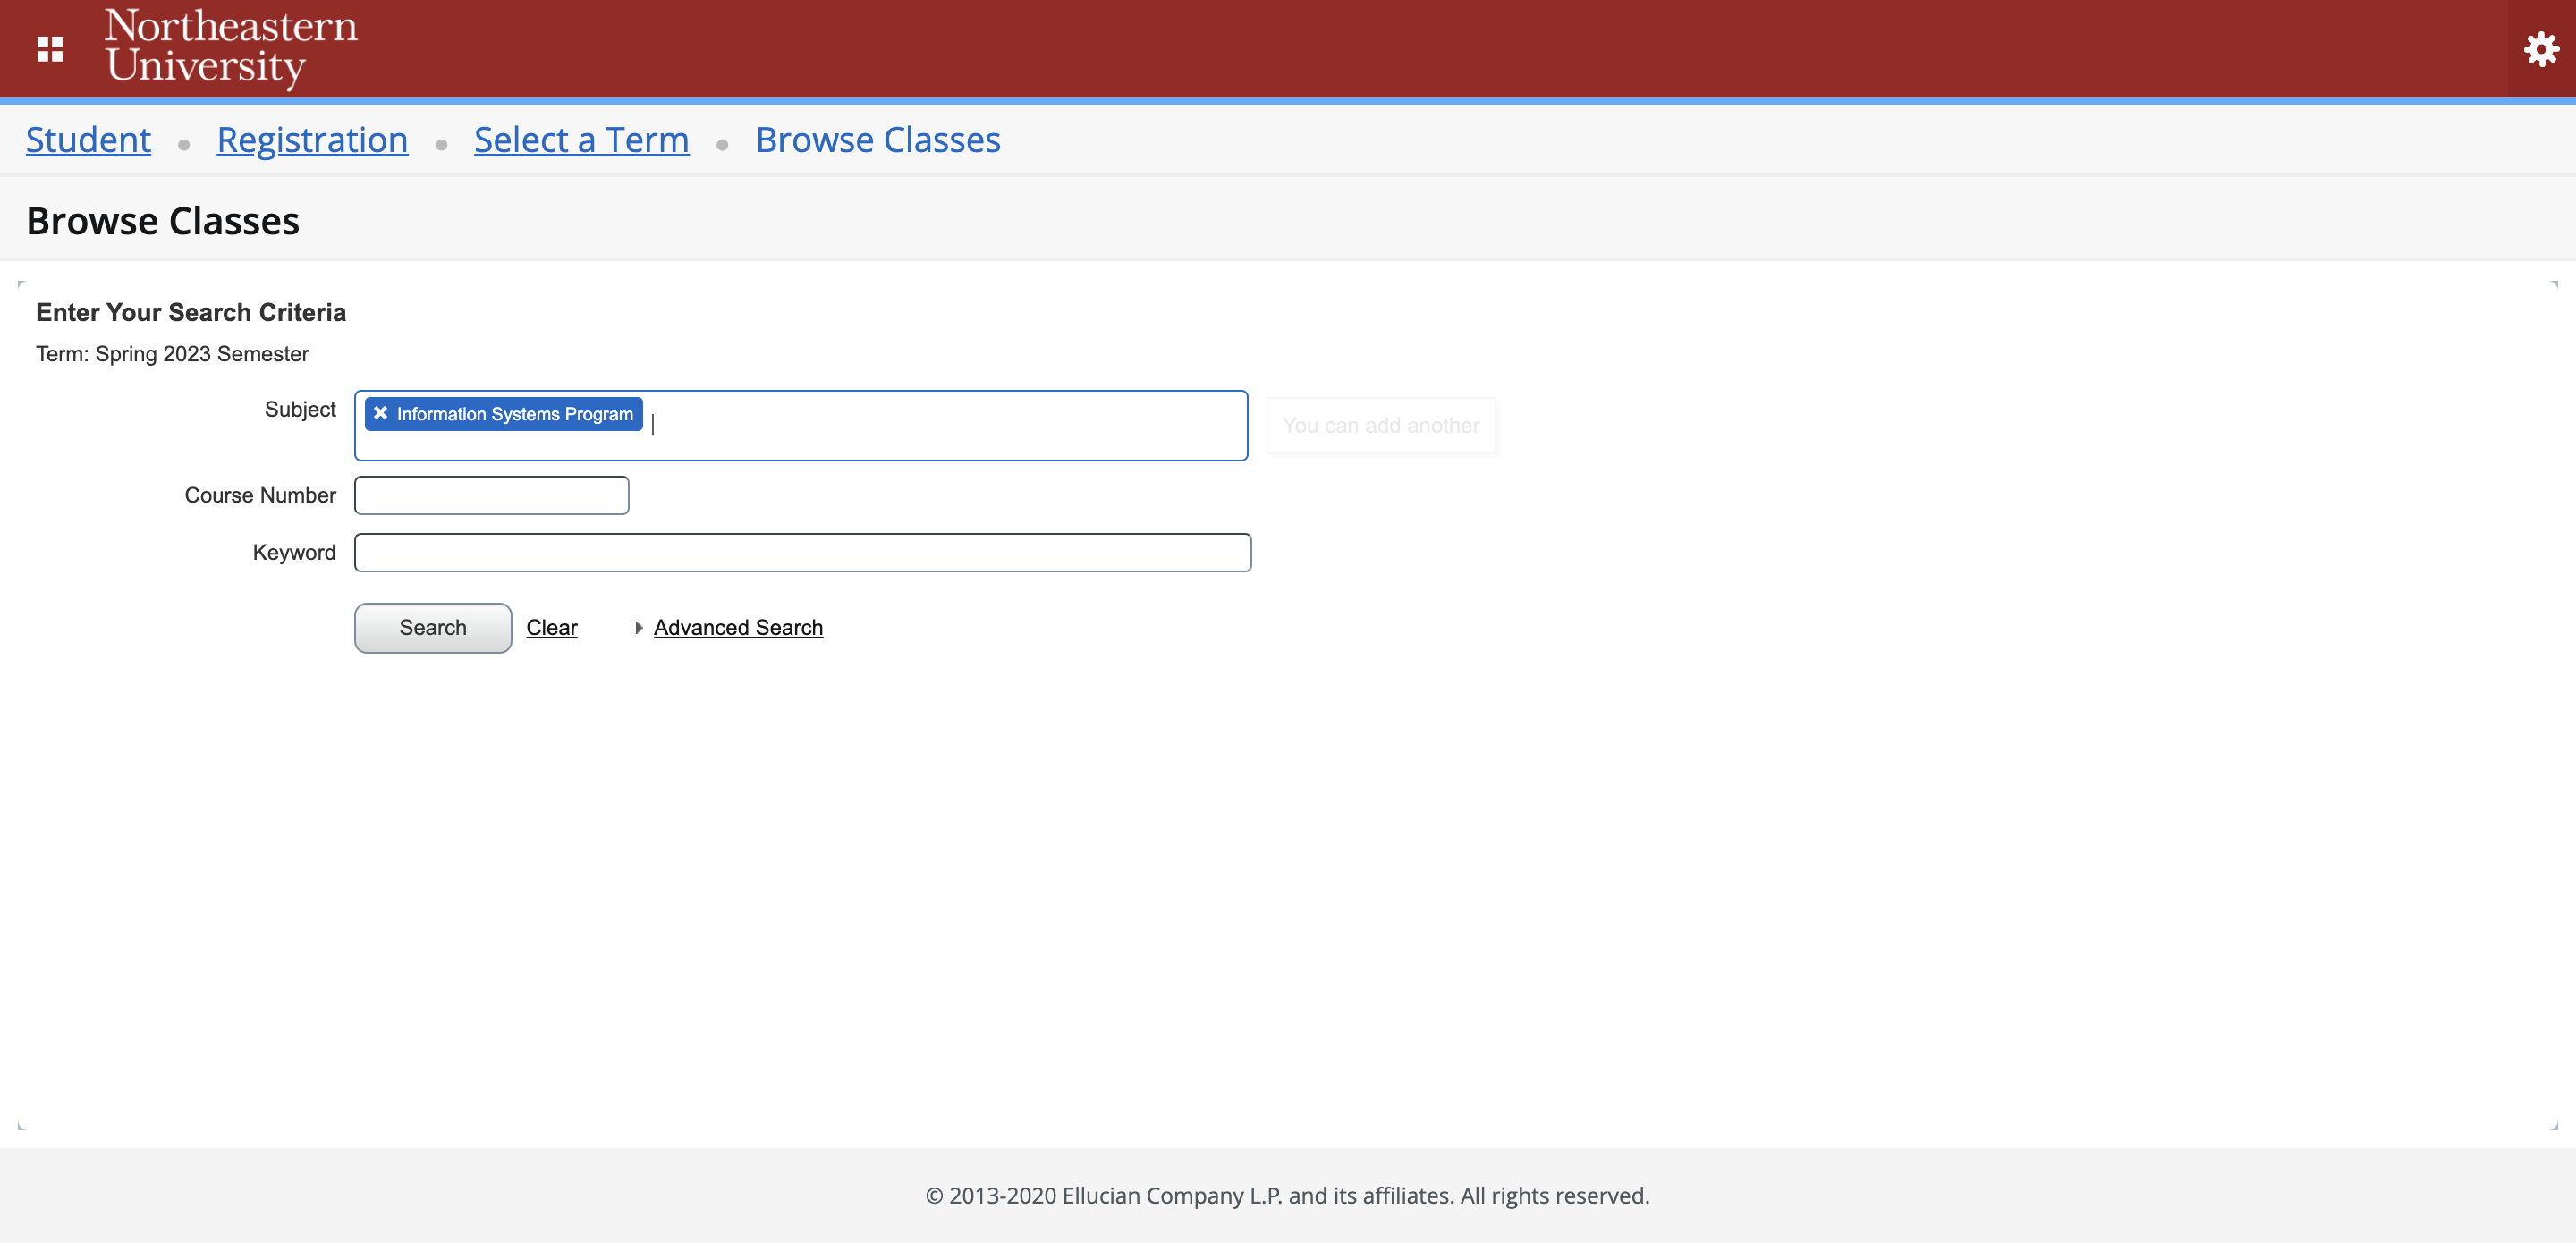 Northeastern
University
Student • Registration • Select a Term • Browse Classes
Browse Classes
Enter Your Search Criteria
Term: Spring 2023 Semester
Subject
Information Systems Program
You can add another
Course Number
Keyword
Search Clear Advanced Search
© 2013-2020 Ellucian Company L.P. and its affiliates. All rights reserved.